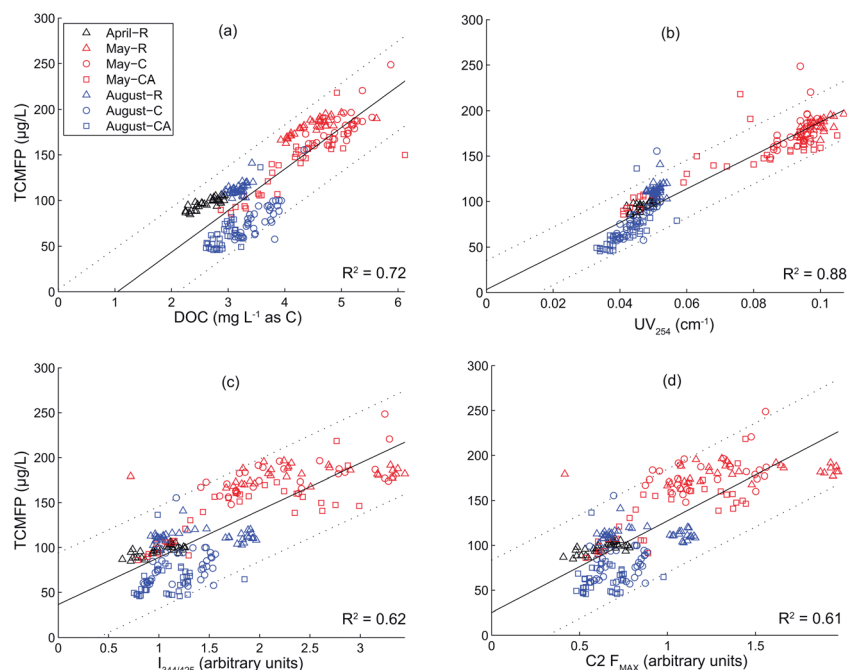 (a)
April−R
May−R
May−C
May−CA
August−R
August−C
August−CA
300
250
200
150
100
50
0
TCMFP (µg/L)
0 1 2 3 4 5 6
DOC (mg L⁻¹ as C)
R² = 0.72
(b)
300
250
200
150
100
50
0
0 0.02 0.04 0.06 0.08 0.1
UV₂₅₄ (cm⁻¹)
R² = 0.88
(c)
300
250
200
150
100
50
0
TCMFP (µg/L)
0 0.5 1 1.5 2 2.5 3
I₃₄₄/₄₂₅ (arbitrary units)
R² = 0.62
(d)
300
250
200
150
100
50
0
0 0.5 1 1.5
C2 F_MAX (arbitrary units)
R² = 0.61